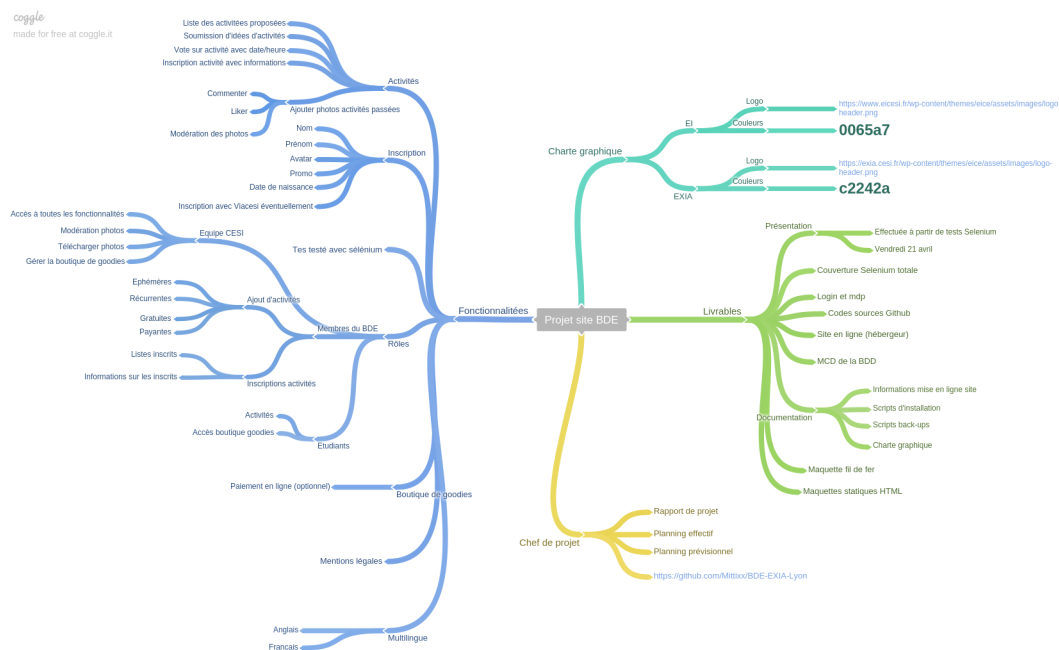 coggle
made for free at coggle.it
Projet site BDE
Fonctionnalitées
Activités
Liste des activitées proposées
Soumission d'idées d'activités
Vote sur activité avec date/heure
Inscription activité avec informations
Ajouter photos activités passées
Commenter
Liker
Modération des photos
Inscription
Nom
Prénom
Avatar
Promo
Date de naissance
Inscription avec Viacesi éventuellement
Tes testé avec sélénium
Rôles
Equipe CESI
Accès à toutes les fonctionnalités
Modération photos
Télécharger photos
Gérer la boutique de goodies
Membres du BDE
Ajout d'activités
Ephémères
Récurrentes
Gratuites
Payantes
Inscriptions activités
Listes inscrits
Informations sur les inscrits
Etudiants
Activités
Accès boutique goodies
Boutique de goodies
Paiement en ligne (optionnel)
Mentions légales
Multilingue
Anglais
Francais
Charte graphique
EI
Logo
https://www.eicesi.fr/wp-content/themes/eice/assets/images/logo
header.png
Couleurs
0065a7
EXIA
Logo
https://exia.cesi.fr/wp-content/themes/eice/assets/images/logo-
header.png
Couleurs
c2242a
Livrables
Présentation
Effectuée à partir de tests Selenium
Vendredi 21 avril
Couverture Selenium totale
Login et mdp
Codes sources Github
Site en ligne (hébergeur)
MCD de la BDD
Documentation
Informations mise en ligne site
Scripts d'installation
Scripts back-ups
Charte graphique
Maquette fil de fer
Maquettes statiques HTML
Chef de projet
Rapport de projet
Planning effectif
Planning prévisionnel
https://github.com/Mittixx/BDE-EXIA-Lyon